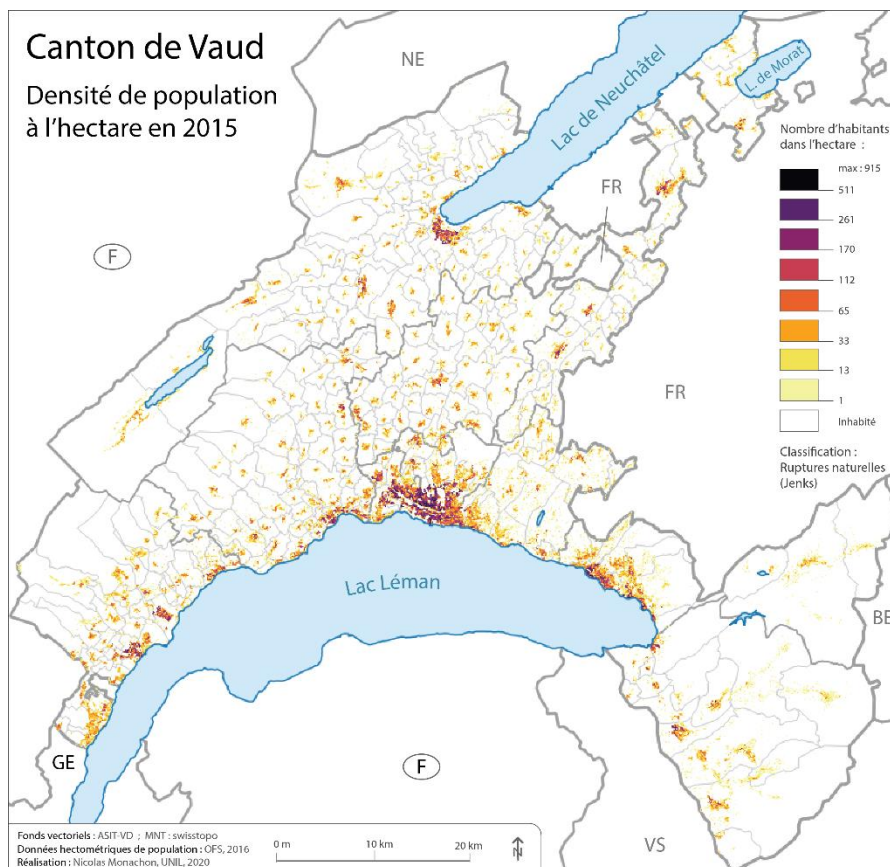 Canton de Vaud
Densité de population
à l'hectare en 2015
NE
Lac de Neuchâtel
L. de Morat
Nombre d'habitants
dans l'hectare :
max : 915
511
261
170
112
65
33
13
1
Inhabité
Classification :
Ruptures naturelles
(Jenks)
FR
F
FR
Lac Léman
BE
GE
F
VS
Fonds vectoriels : ASIT-VD ; MNT : swisstopo
Données hectométriques de population : OFS, 2016
Réalisation : Nicolas Monachon, UNIL, 2020
0 m
10 km
20 km
N